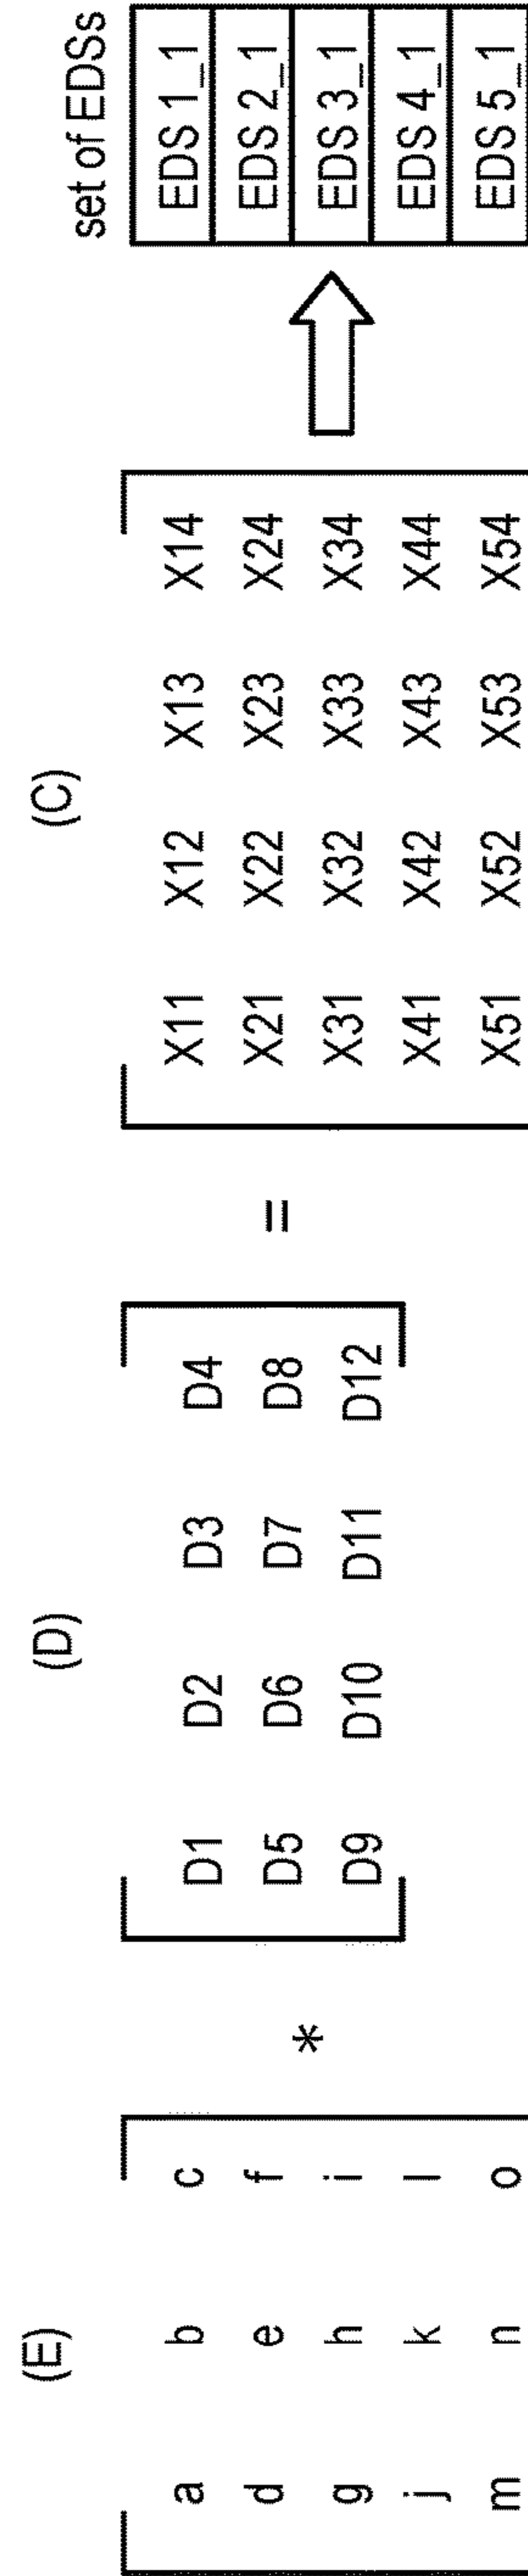 (E) (D) (C) set of EDSs
a b c D1 D2 D3 D4 X11 X12 X13 X14 EDS 1_1
d e f * D5 D6 D7 D8 = X21 X22 X23 X24 EDS 2_1
g h i D9 D10 D11 D12 X31 X32 X33 X34 EDS 3_1
j k l X41 X42 X43 X44 EDS 4_1
m n o X51 X52 X53 X54 EDS 5_1